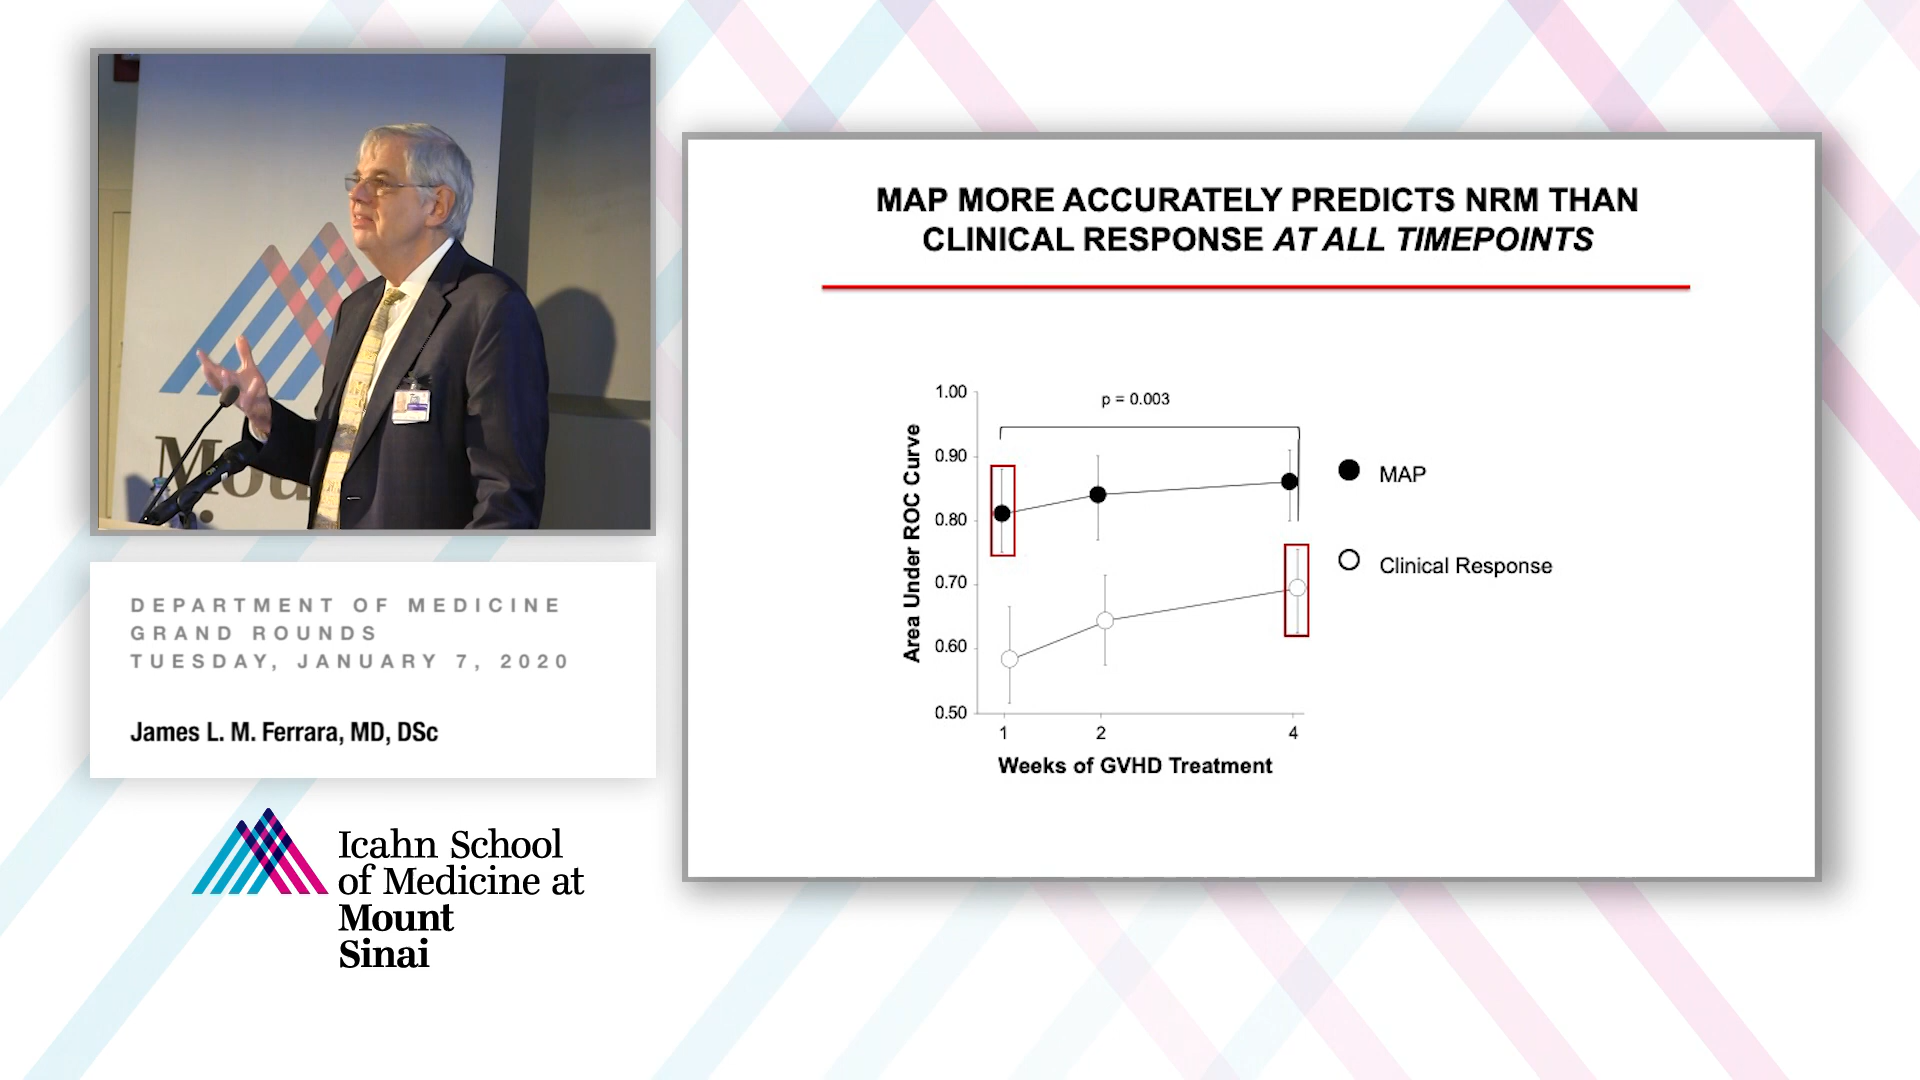 Mou
DEPARTMENT OF MEDICINE
GRAND ROUNDS
TUESDAY, JANUARY 7, 2020
James L. M. Ferrara, MD, DSc
Icahn School
of Medicine at
Mount
Sinai
MAP MORE ACCURATELY PREDICTS NRM THAN
CLINICAL RESPONSE AT ALL TIMEPOINTS
p = 0.003
Area Under ROC Curve
1.00
0.90
0.80
0.70
0.60
0.50
1 2 4
Weeks of GVHD Treatment
MAP
Clinical Response